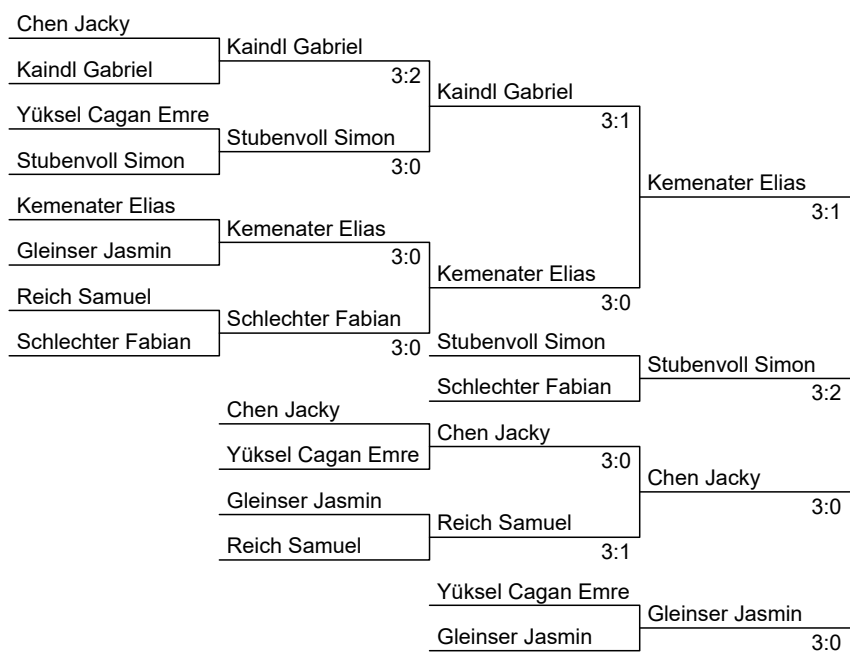 Chen Jacky
Kaindl Gabriel
Kaindl Gabriel
3:2
Kaindl Gabriel
Yüksel Cagan Emre
3:1
Stubenvoll Simon
Stubenvoll Simon
3:0
Kemenater Elias
Kemenater Elias
3:1
Kemenater Elias
Gleinser Jasmin
3:0
Kemenater Elias
Reich Samuel
3:0
Schlechter Fabian
Schlechter Fabian
3:0
Stubenvoll Simon
Stubenvoll Simon
Schlechter Fabian
3:2
Chen Jacky
Chen Jacky
Yüksel Cagan Emre
3:0
Chen Jacky
Gleinser Jasmin
3:0
Reich Samuel
Reich Samuel
3:1
Yüksel Cagan Emre
Gleinser Jasmin
Gleinser Jasmin
3:0